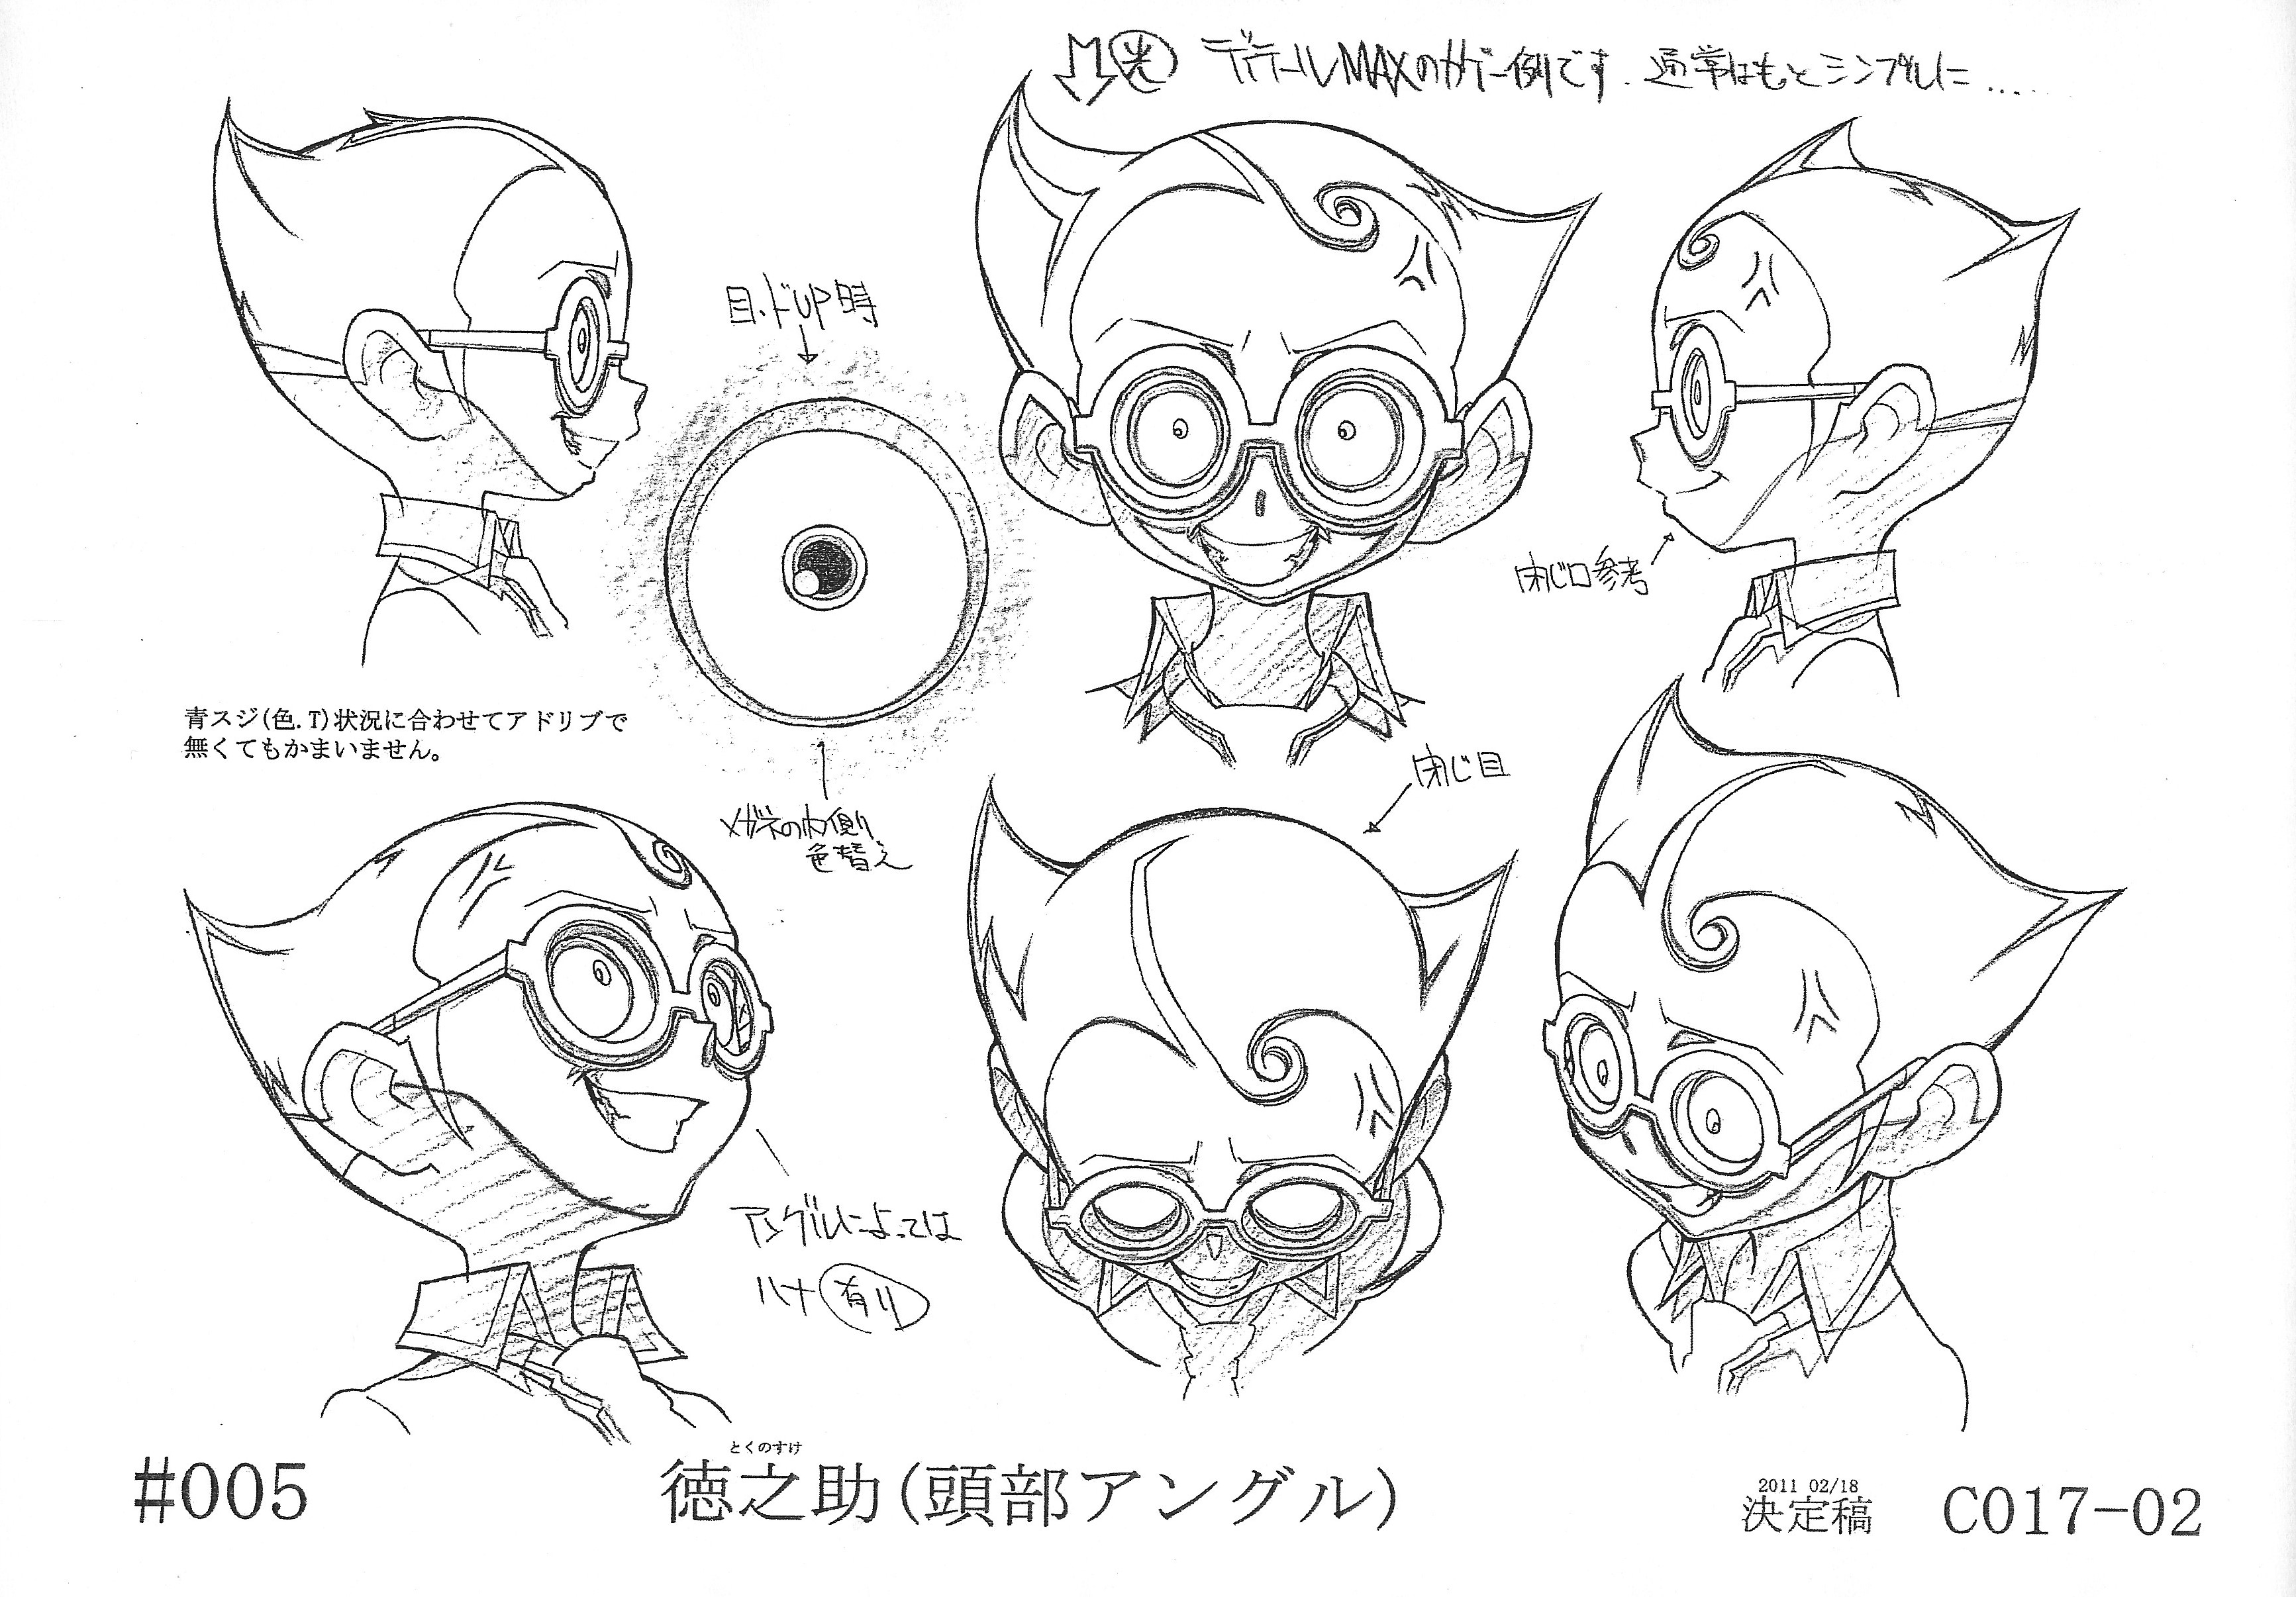 光 ディテールMAXのカゲ一例です. 通常はもとシンプルに……
目.ドUP時
閉じ口参考
青スジ(色.T)状況に合わせてアドリブで
無くてもかまいません。
閉じ目
メガネの内側
色替え
アングルによっては
ハナ 有り
#005
とくのすけ
徳之助(頭部アングル)
2011 02/18
決定稿
C017-02